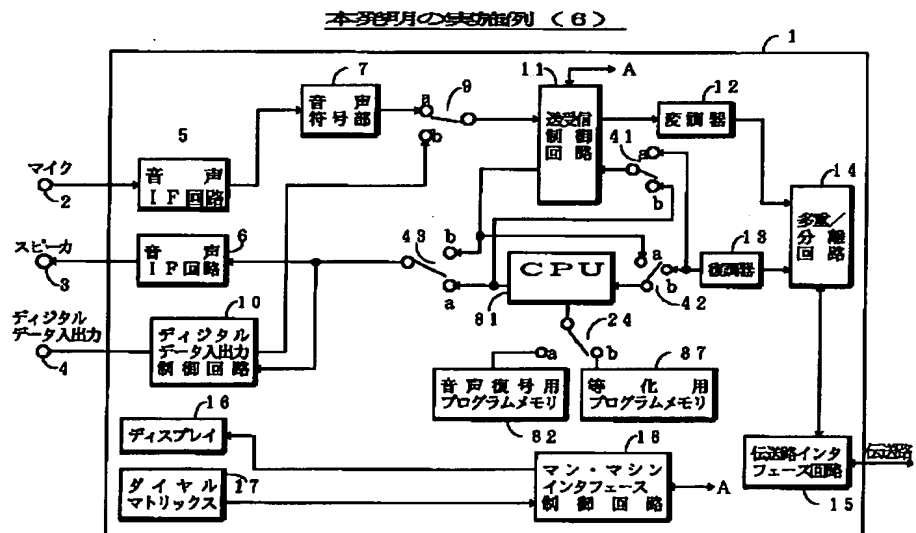 本発明の実施例（6）
1
7
音声
符号部
a
9
b
11
A
送受信
制御
回路
12
変調器
41
a
b
14
多重／
分離
回路
5
マイク
2
音声
IF回路
スピーカ
3
6
音声
IF回路
43
b
a
CPU
81
a
b
42
13
復調器
ディジタル
データ入出力
4
10
ディジタル
データ入出力
制御回路
24
a
b
音声復号用
プログラムメモリ
82
87
等化用
プログラムメモリ
16
ディスプレイ
17
ダイヤル
マトリックス
18
マン・マシン
インタフェース
制御回路
A
伝送路インタ
フェース回路
15
伝送路